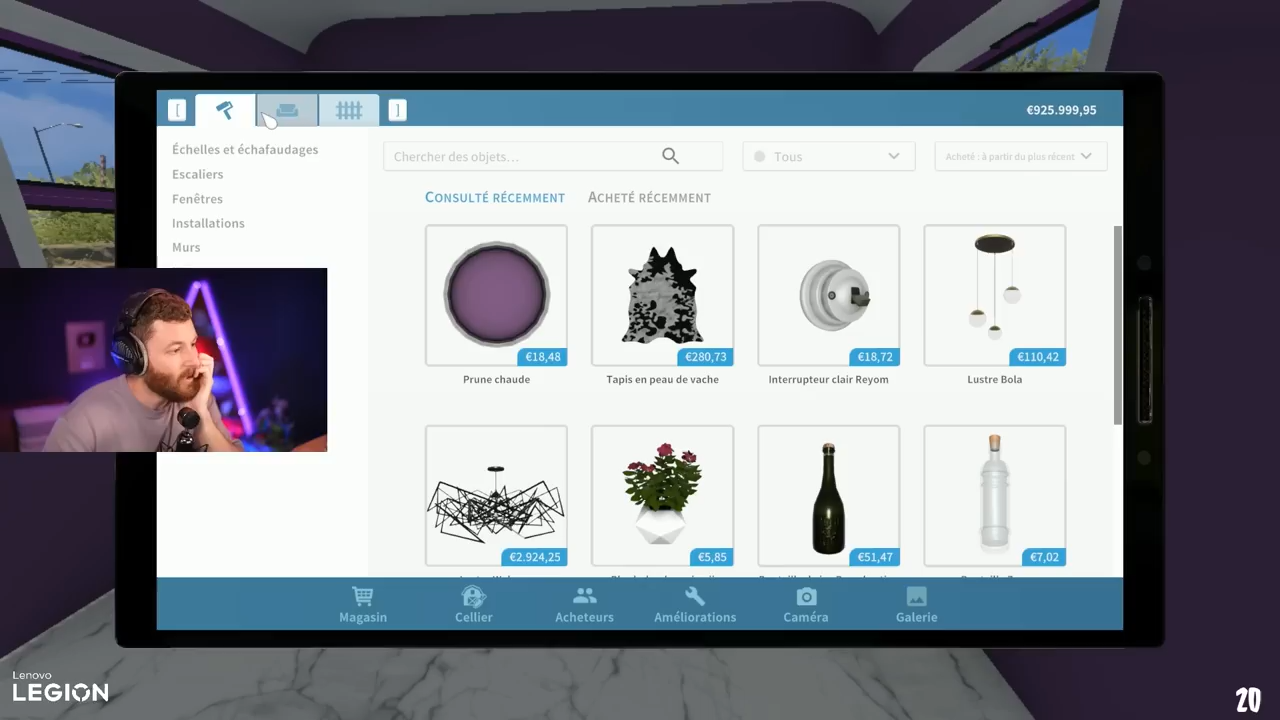 [
]
€925.999,95
Échelles et échafaudages
Escaliers
Fenêtres
Installations
Murs
Chercher des objets...
Tous
Acheté : à partir du plus récent
CONSULTÉ RÉCEMMENT
ACHETÉ RÉCEMMENT
€18,48
€280,73
€18,72
€110,42
Prune chaude
Tapis en peau de vache
Interrupteur clair Reyom
Lustre Bola
€2.924,25
€5,85
€51,47
€7,02
Magasin
Cellier
Acheteurs
Améliorations
Caméra
Galerie
Lenovo
LEGION
20